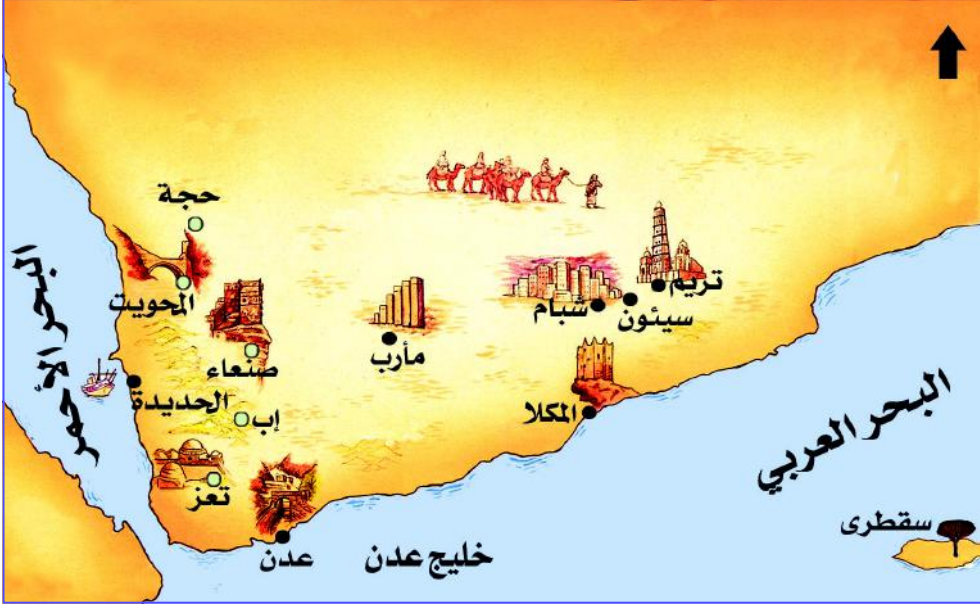 حجة
البحر الأحمر
المحويت
صنعاء
الحديدة
إب
تعز
عدن
خليج عدن
مأرب
شبام
سيئون
تريم
المكلا
البحر العربي
سقطرى